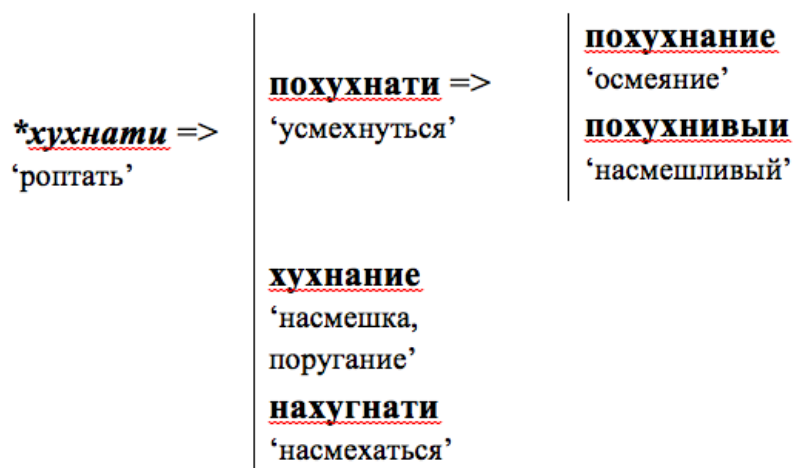 *хухнати =>
‘роптать’
похухнати =>
‘усмехнуться’
похухнание
‘осмеяние’
похухнивыи
‘насмешливый’
хухнание
‘насмешка,
поругание’
нахугнати
‘насмехаться’